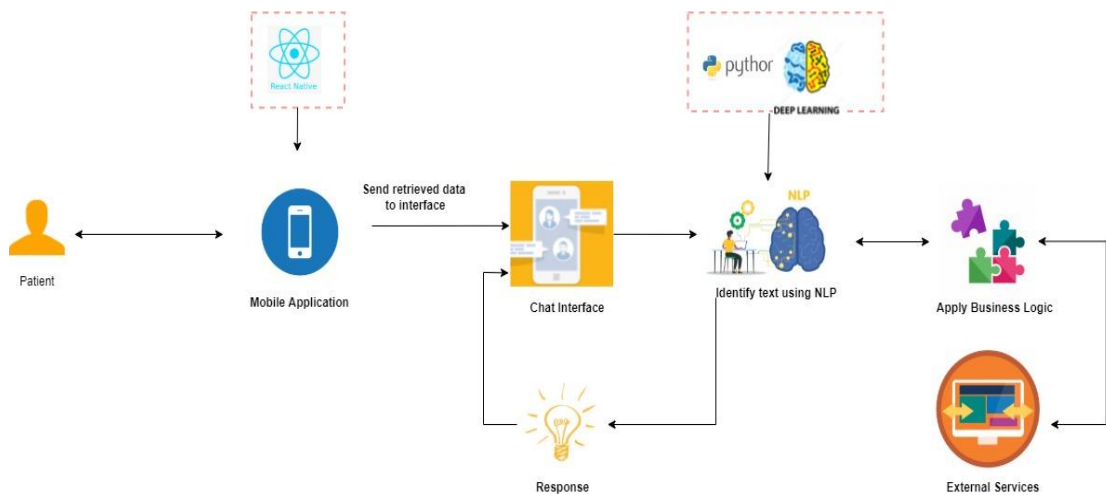 React Native
pythor
DEEP LEARNING
Send retrieved data
to interface
NLP
Patient
Mobile Application
Chat Interface
Identify text using NLP
Apply Business Logic
Response
External Services